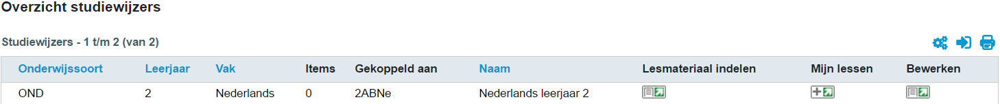 Overzicht studiewijzers
Studiewijzers - 1 t/m 2 (van 2)
Onderwijssoort Leerjaar Vak Items Gekoppeld aan Naam Lesmateriaal indelen Mijn lessen Bewerken
OND 2 Nederlands 0 2ABNe Nederlands leerjaar 2